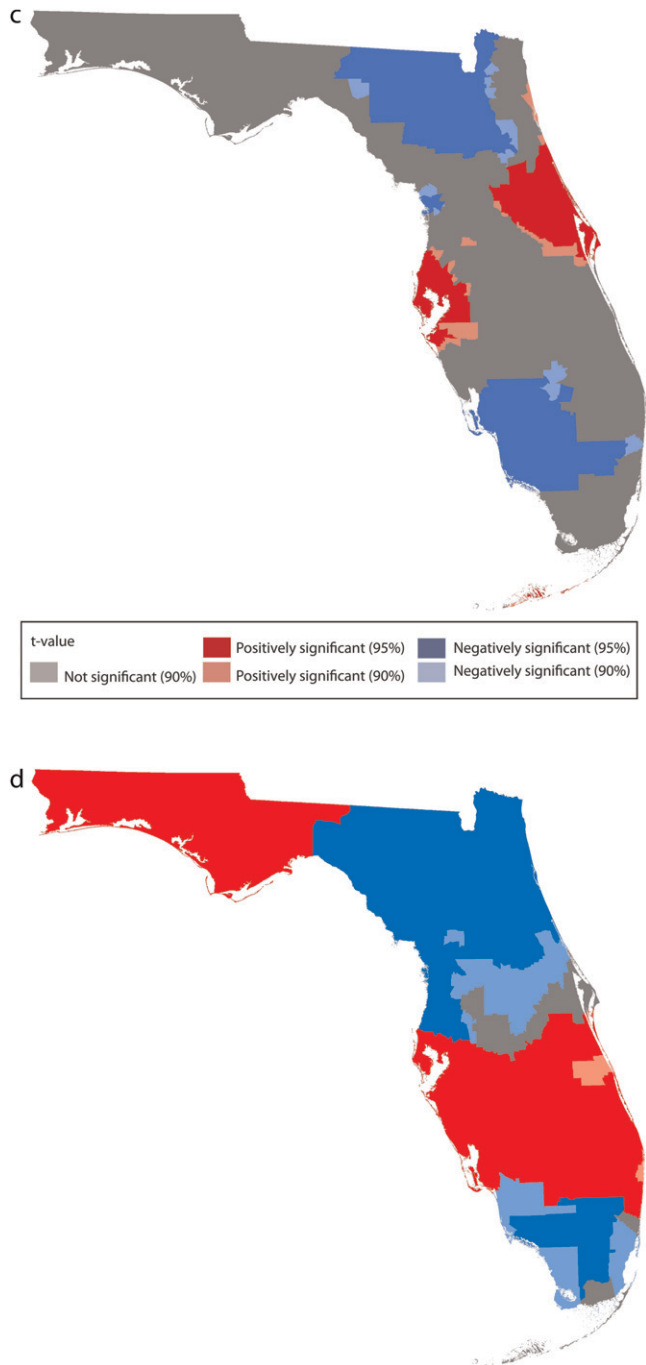 c
t-value
Not significant (90%)
Positively significant (95%)
Positively significant (90%)
Negatively significant (95%)
Negatively significant (90%)
d